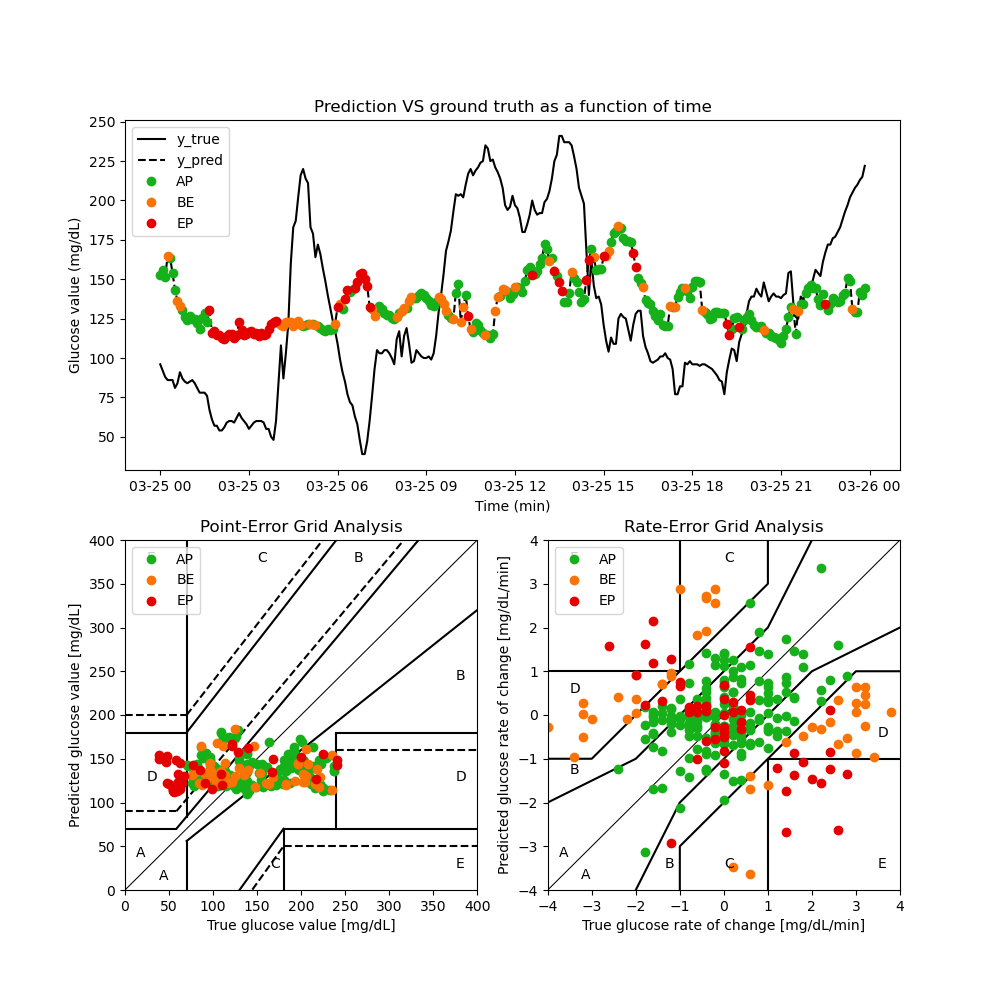 Prediction VS ground truth as a function of time
Glucose value (mg/dL)
250
225
200
175
150
125
100
75
50
y_true
y_pred
AP
BE
EP
03-25 00 03-25 03 03-25 06 03-25 09 03-25 12 03-25 15 03-25 18 03-25 21 03-26 00
Time (min)
Point-Error Grid Analysis
Predicted glucose value [mg/dL]
400
350
300
250
200
150
100
50
0
AP
BE
EP
C
B
B
D
D
A
A
C
E
0 50 100 150 200 250 300 350 400
True glucose value [mg/dL]
Rate-Error Grid Analysis
Predicted glucose rate of change [mg/dL/min]
4
3
2
1
0
−1
−2
−3
−4
AP
BE
EP
C
D
D
B
A
A
B
C
E
−4 −3 −2 −1 0 1 2 3 4
True glucose rate of change [mg/dL/min]